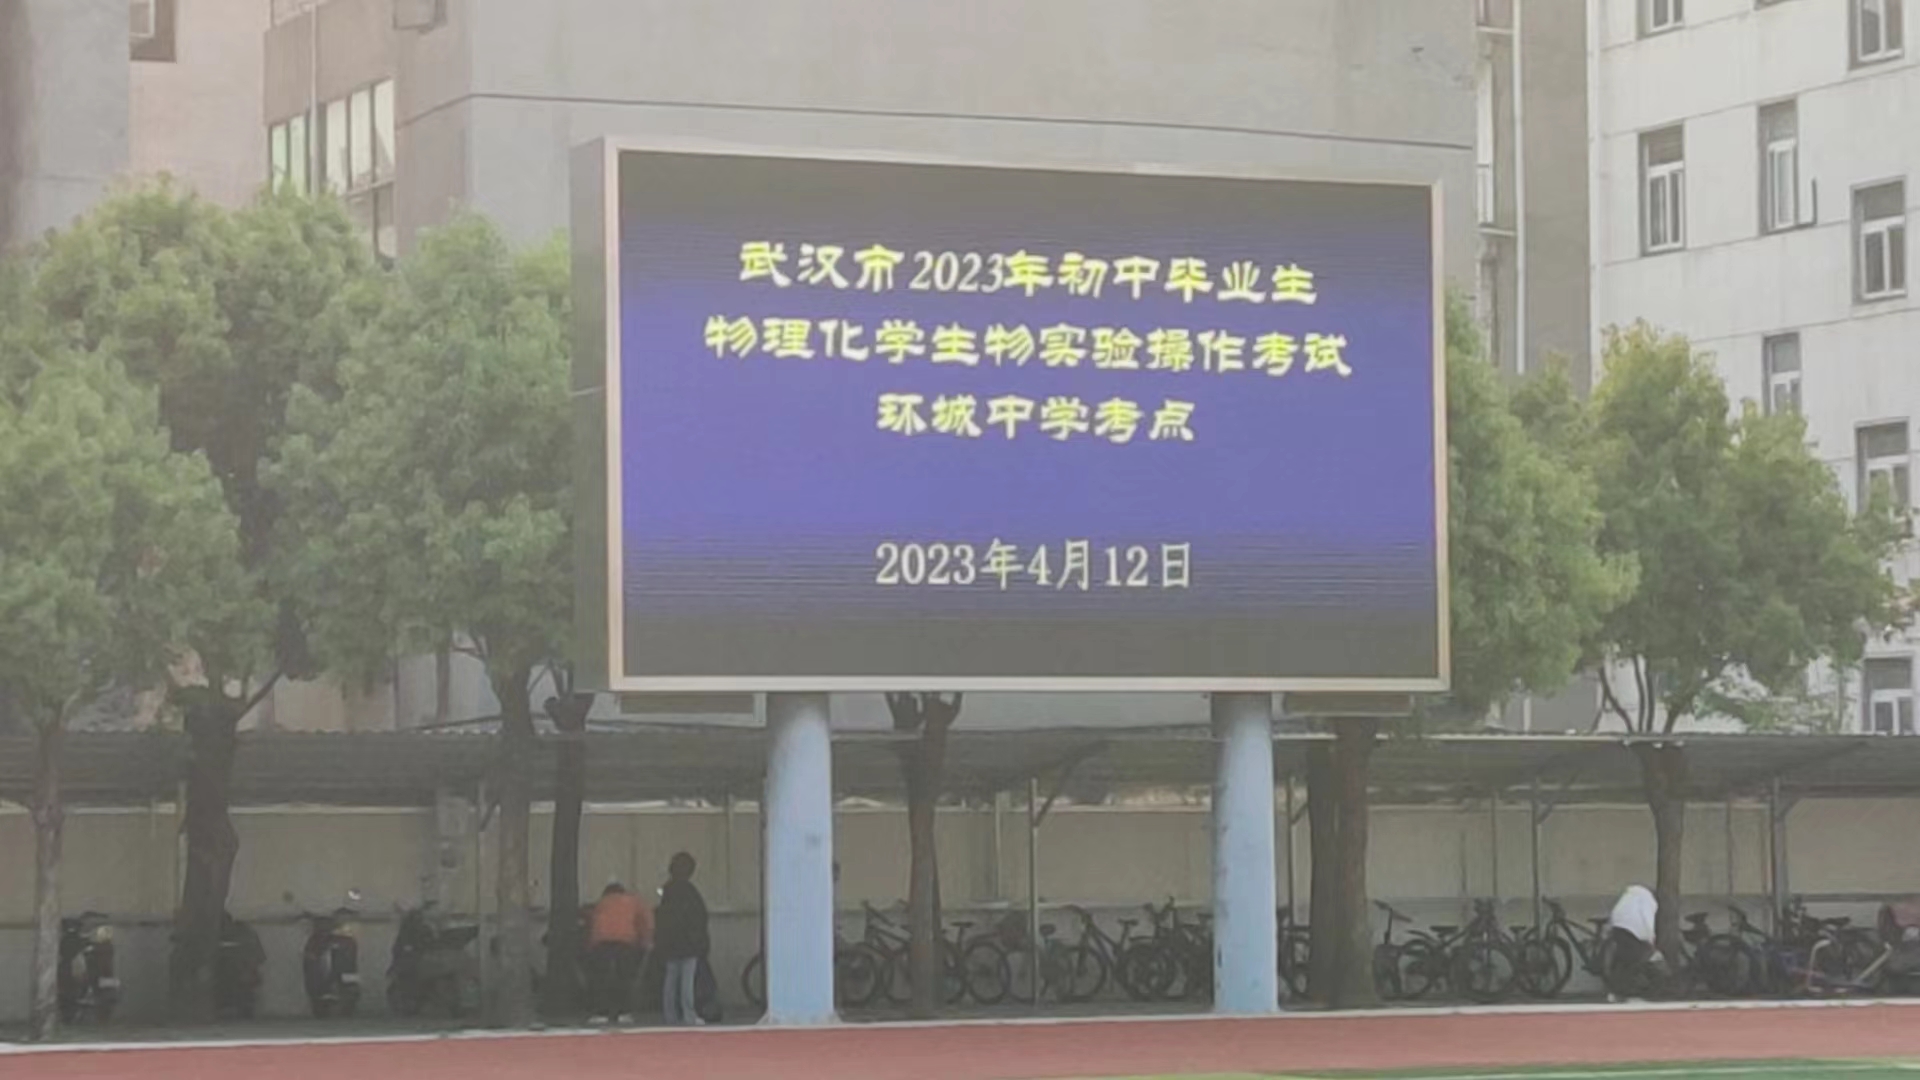 武汉市2023年初中毕业生
物理化学生物实验操作考试
环城中学考点
2023年4月12日